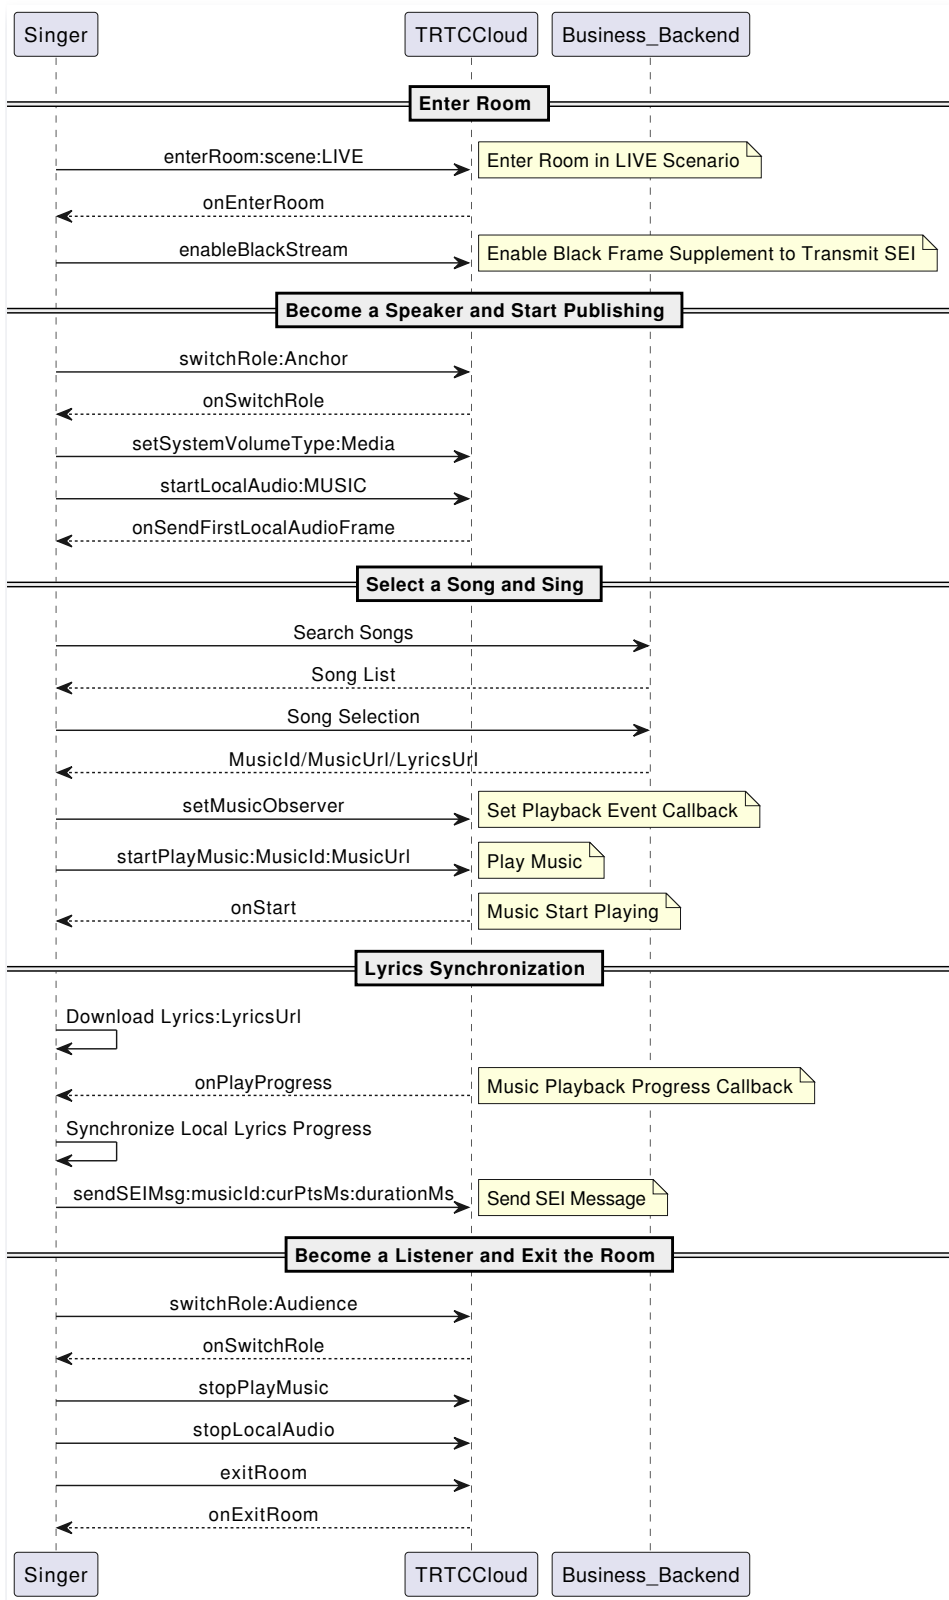 Singer
TRTCCloud
Business_Backend
Enter Room
enterRoom:scene:LIVE
Enter Room in LIVE Scenario
onEnterRoom
enableBlackStream
Enable Black Frame Supplement to Transmit SEI
Become a Speaker and Start Publishing
switchRole:Anchor
onSwitchRole
setSystemVolumeType:Media
startLocalAudio:MUSIC
onSendFirstLocalAudioFrame
Select a Song and Sing
Search Songs
Song List
Song Selection
MusicId/MusicUrl/LyricsUrl
setMusicObserver
Set Playback Event Callback
startPlayMusic:MusicId:MusicUrl
Play Music
onStart
Music Start Playing
Lyrics Synchronization
Download Lyrics:LyricsUrl
onPlayProgress
Music Playback Progress Callback
Synchronize Local Lyrics Progress
sendSEIMsg:musicId:curPtsMs:durationMs
Send SEI Message
Become a Listener and Exit the Room
switchRole:Audience
onSwitchRole
stopPlayMusic
stopLocalAudio
exitRoom
onExitRoom
Singer
TRTCCloud
Business_Backend